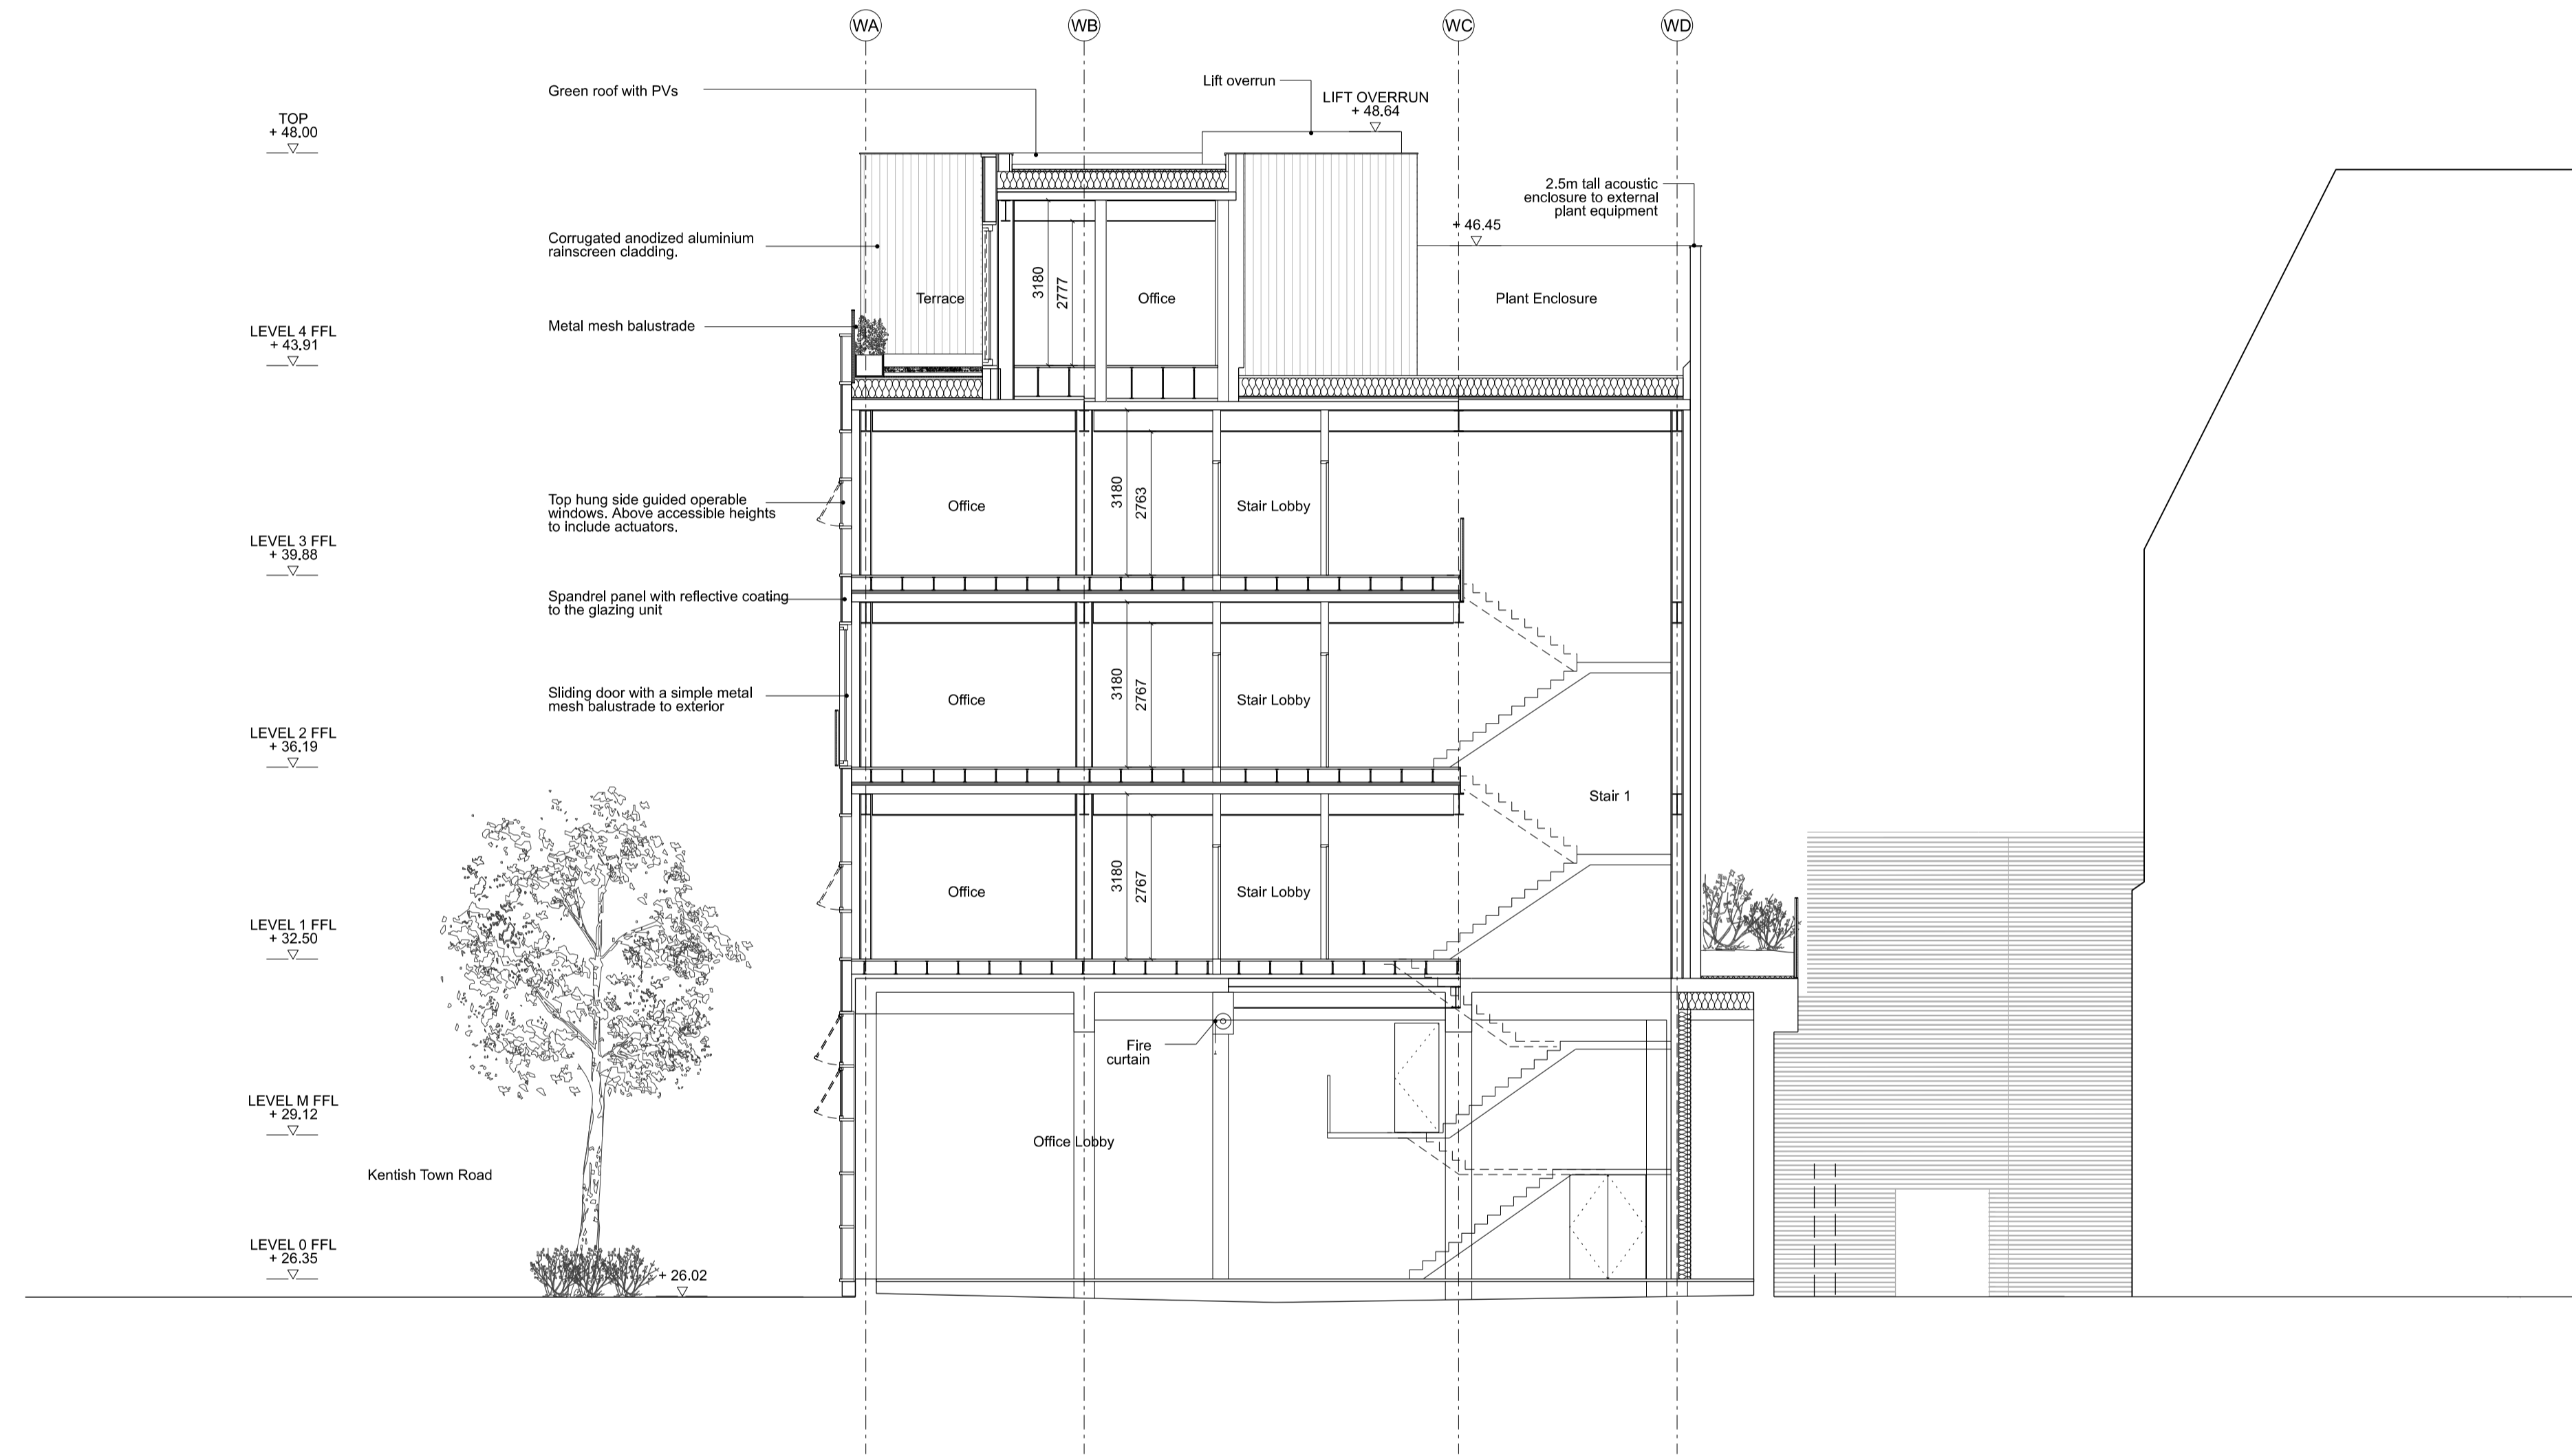 WA
WB
WC
WD
Green roof with PVs
Lift overrun
LIFT OVERRUN
+ 48.64
TOP
+ 48.00
2.5m tall acoustic
enclosure to external
plant equipment
+ 46.45
Corrugated anodized aluminium
rainscreen cladding.
Terrace
3180
2777
Office
Plant Enclosure
Metal mesh balustrade
LEVEL 4 FFL
+ 43.91
Top hung side guided operable
windows. Above accessible heights
to include actuators.
Office
3180
2763
Stair Lobby
LEVEL 3 FFL
+ 39.88
Spandrel panel with reflective coating
to the glazing unit
Sliding door with a simple metal
mesh balustrade to exterior
Office
3180
2767
Stair Lobby
LEVEL 2 FFL
+ 36.19
Stair 1
Office
3180
2767
Stair Lobby
LEVEL 1 FFL
+ 32.50
Fire
curtain
LEVEL M FFL
+ 29.12
Office Lobby
Kentish Town Road
LEVEL 0 FFL
+ 26.35
+ 26.02